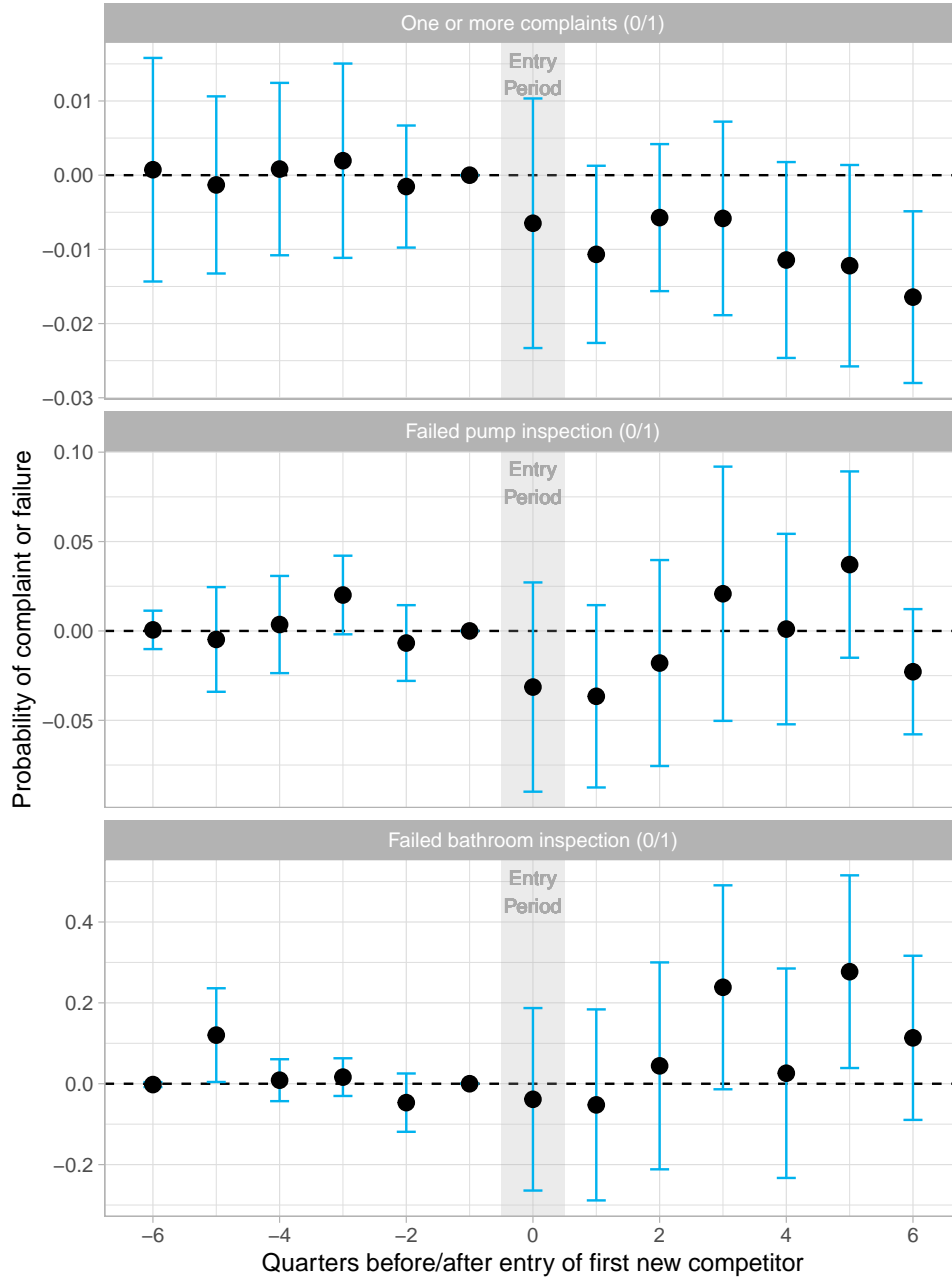 One or more complaints (0/1)
Entry
Period
0.01
0.00
−0.01
−0.02
−0.03
Failed pump inspection (0/1)
Entry
Period
0.10
0.05
0.00
−0.05
Probability of complaint or failure
Failed bathroom inspection (0/1)
Entry
Period
0.4
0.2
0.0
−0.2
−6 −4 −2 0 2 4 6
Quarters before/after entry of first new competitor